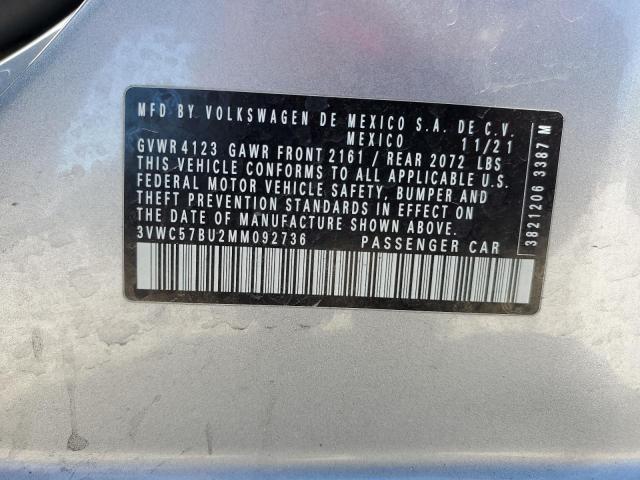 MFD BY VOLKSWAGEN DE MEXICO S.A. DE C.V.
MEXICO 11/21
GVWR 4123 GAWR FRONT 2161 / REAR 2072 LBS
THIS VEHICLE CONFORMS TO ALL APPLICABLE U.S.
FEDERAL MOTOR VEHICLE SAFETY, BUMPER AND
THEFT PREVENTION STANDARDS IN EFFECT ON
THE DATE OF MANUFACTURE SHOWN ABOVE.
3VWC57BU2MM092736 PASSENGER CAR
3821206 3387 M